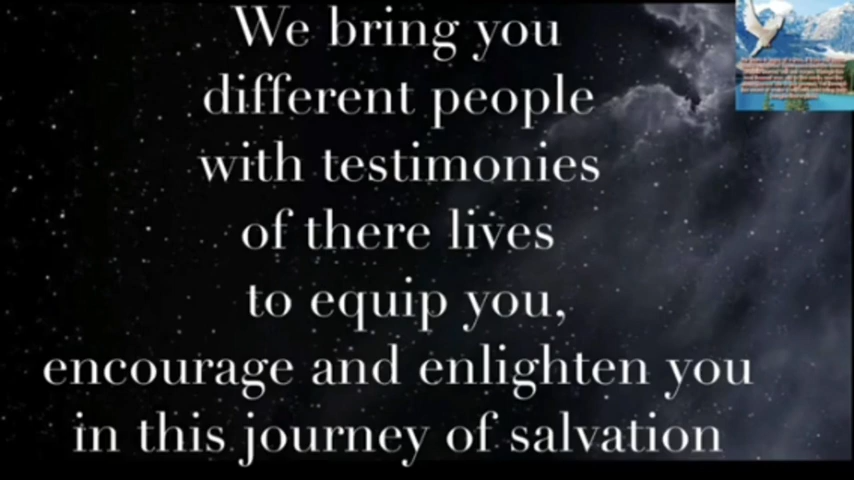 We bring you
different people
with testimonies
of there lives
to equip you,
encourage and enlighten you
in this journey of salvation